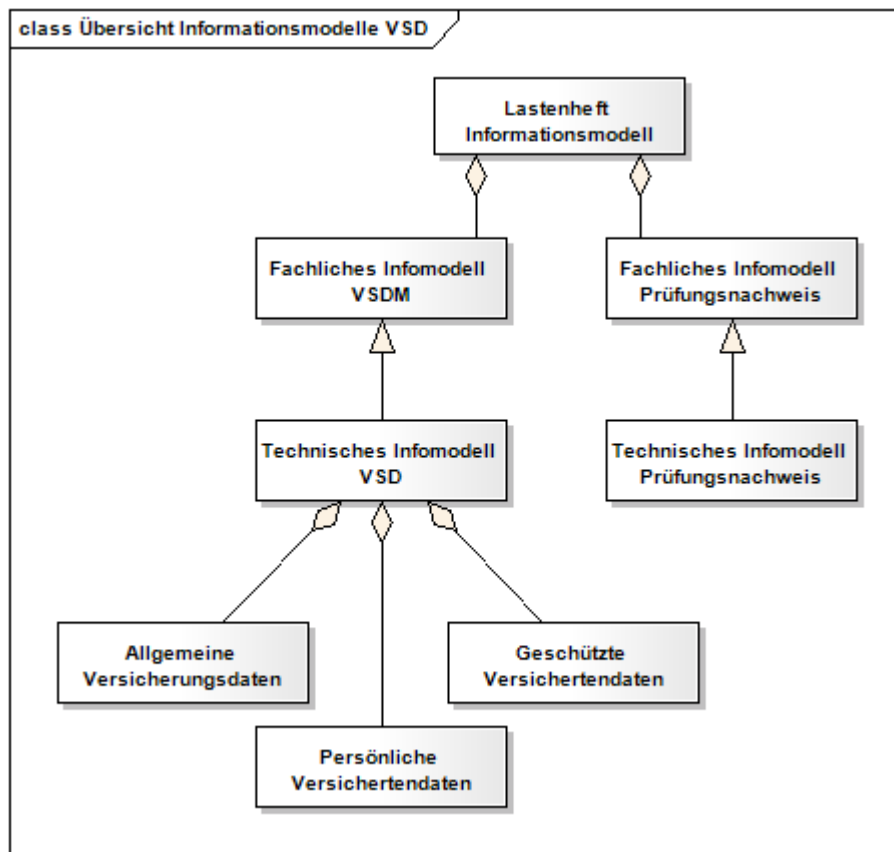 class Übersicht Informationsmodelle VSD
Lastenheft
Informationsmodell
Fachliches Infomodell
VSDM
Fachliches Infomodell
Prüfungsnachweis
Technisches Infomodell
VSD
Technisches Infomodell
Prüfungsnachweis
Allgemeine
Versicherungsdaten
Geschützte
Versichertendaten
Persönliche
Versichertendaten